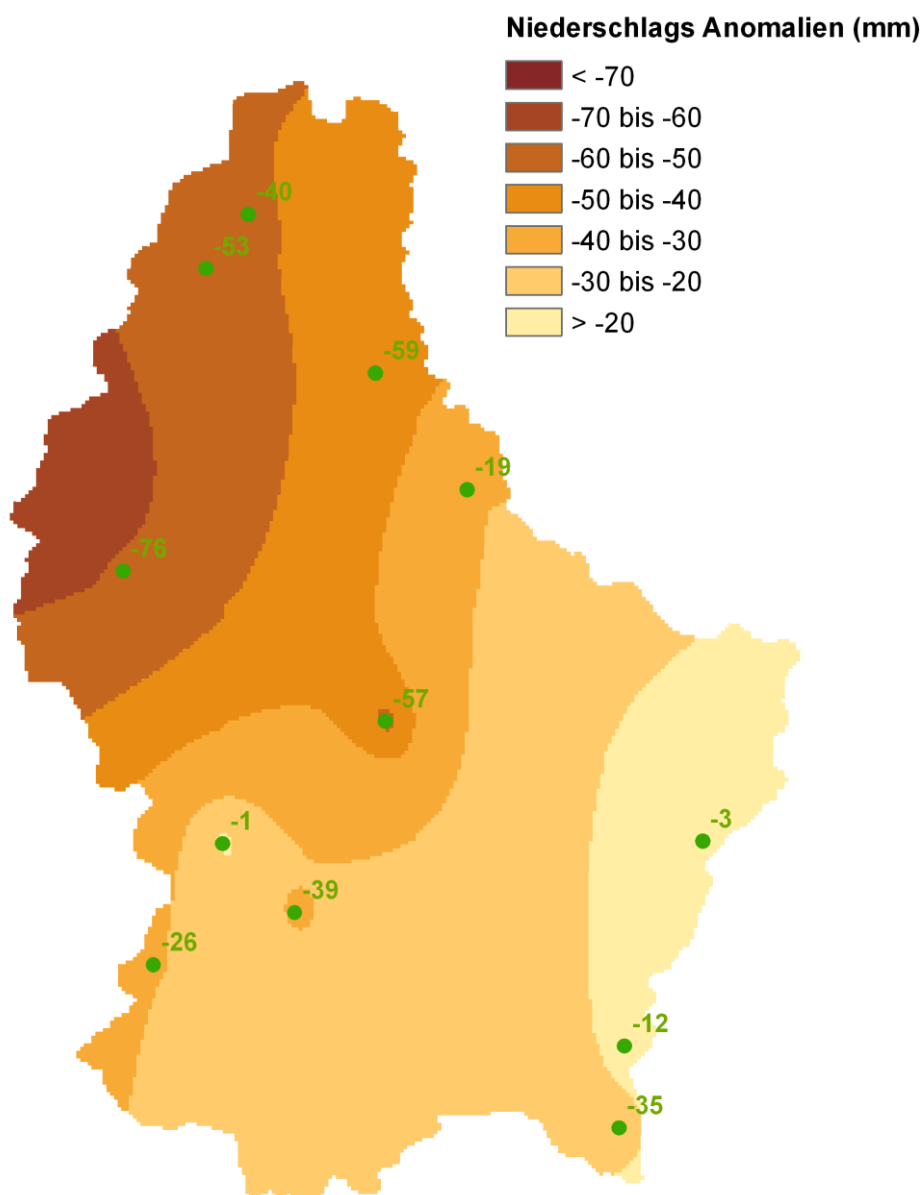 Niederschlags Anomalien (mm)
< -70
-70 bis -60
-60 bis -50
-50 bis -40
-40 bis -30
-30 bis -20
> -20
-40
-53
-59
-19
-76
-57
-1
-3
-39
-26
-12
-35